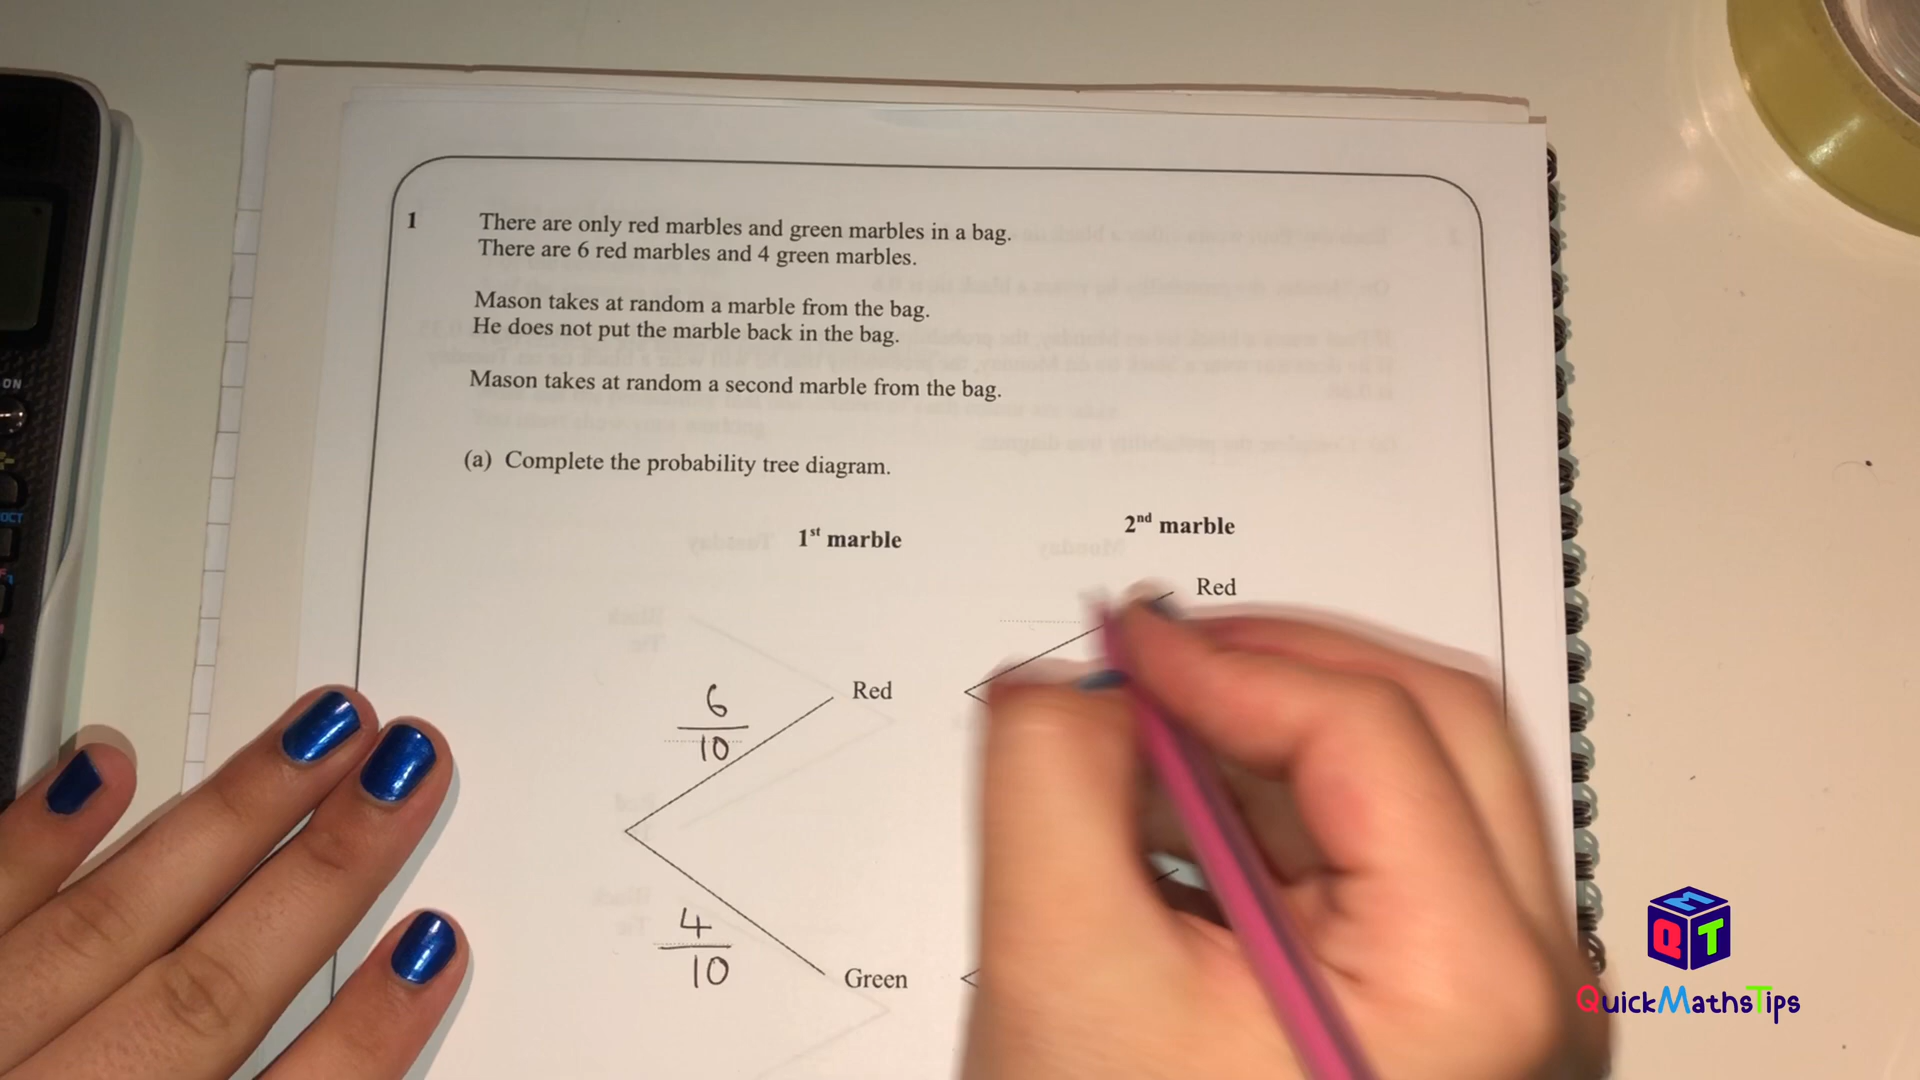 1 There are only red marbles and green marbles in a bag.
There are 6 red marbles and 4 green marbles.
Mason takes at random a marble from the bag.
He does not put the marble back in the bag.
Mason takes at random a second marble from the bag.
(a) Complete the probability tree diagram.
1st marble
2nd marble
Red
Red
6
10
4
10
Green
ON
OCT
QMT
QuickMathsTips